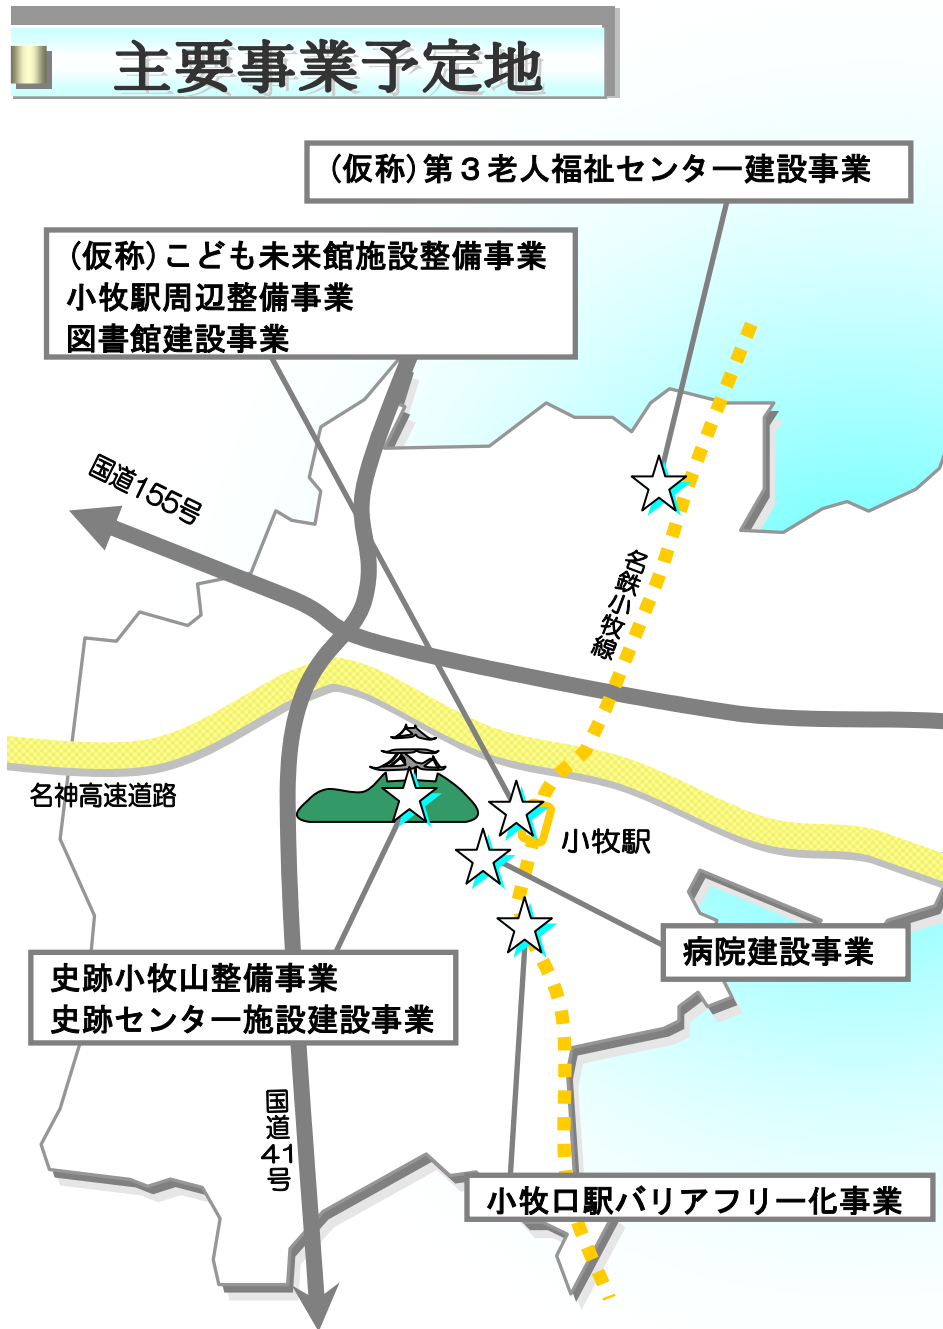 主要事業予定地
(仮称)第3老人福祉センター建設事業
(仮称)こども未来館施設整備事業
小牧駅周辺整備事業
図書館建設事業
国道155号
名鉄小牧線
名神高速道路
小牧駅
病院建設事業
史跡小牧山整備事業
史跡センター施設建設事業
国道41号
小牧口駅バリアフリー化事業